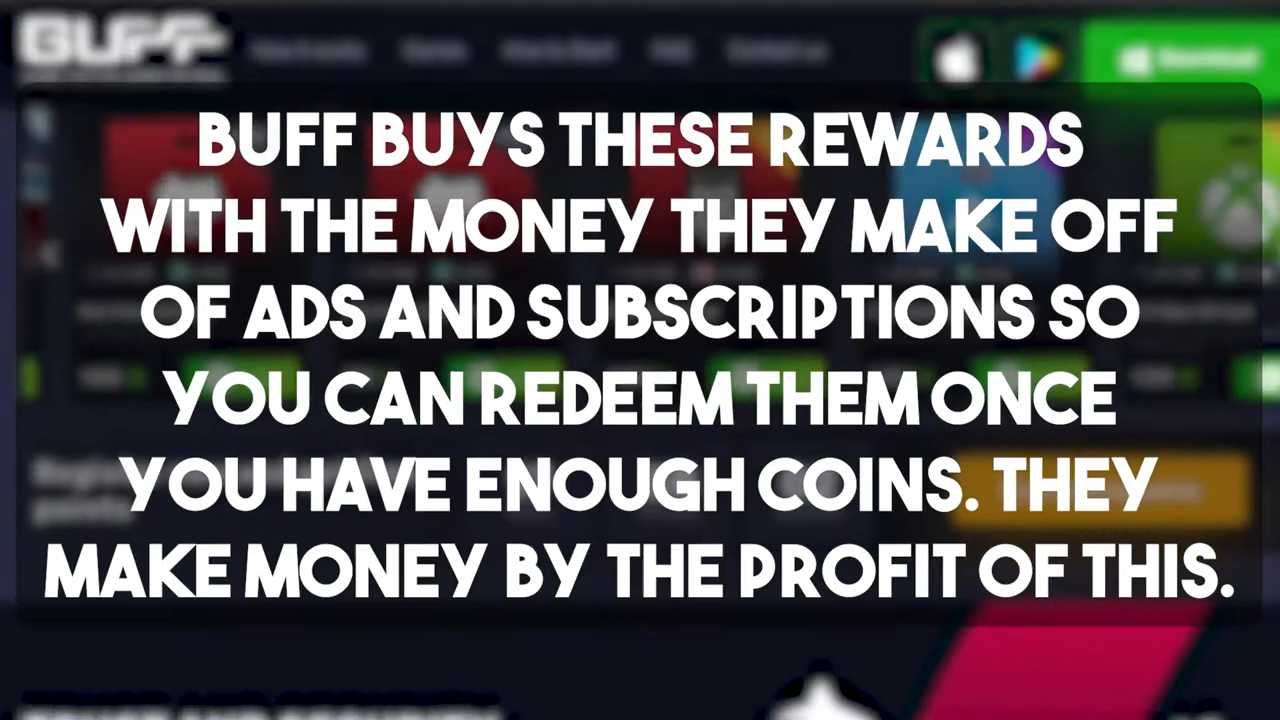 BUFF
BUFF BUYS THESE REWARDS
WITH THE MONEY THEY MAKE OFF
OF ADS AND SUBSCRIPTIONS SO
YOU CAN REDEEM THEM ONCE
YOU HAVE ENOUGH COINS. THEY
MAKE MONEY BY THE PROFIT OF THIS.